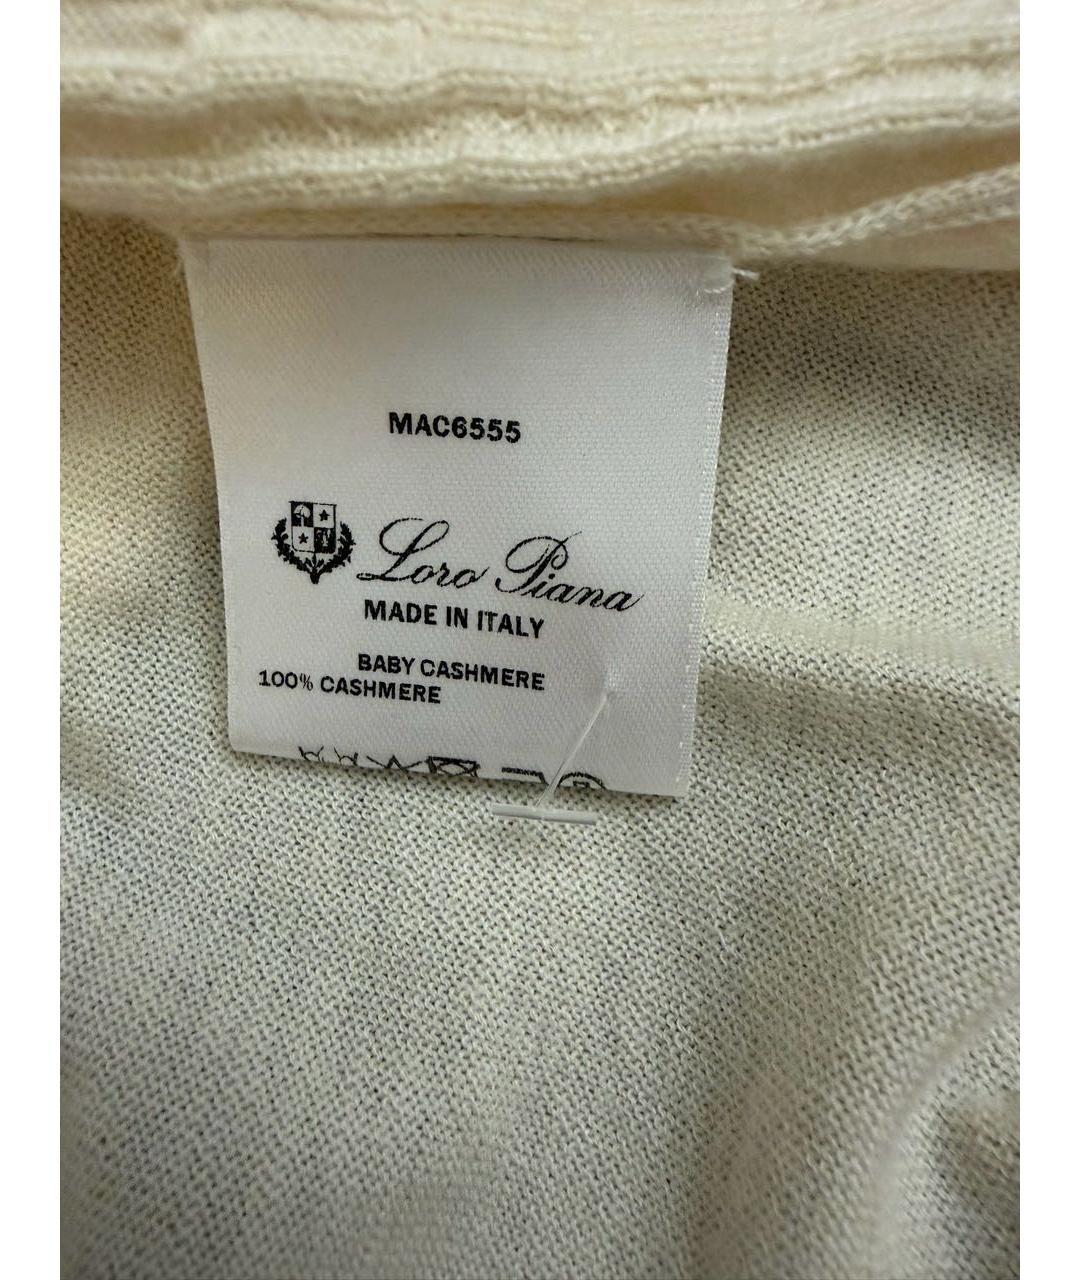 MAC6555
Loro Piana
MADE IN ITALY
BABY CASHMERE
100% CASHMERE